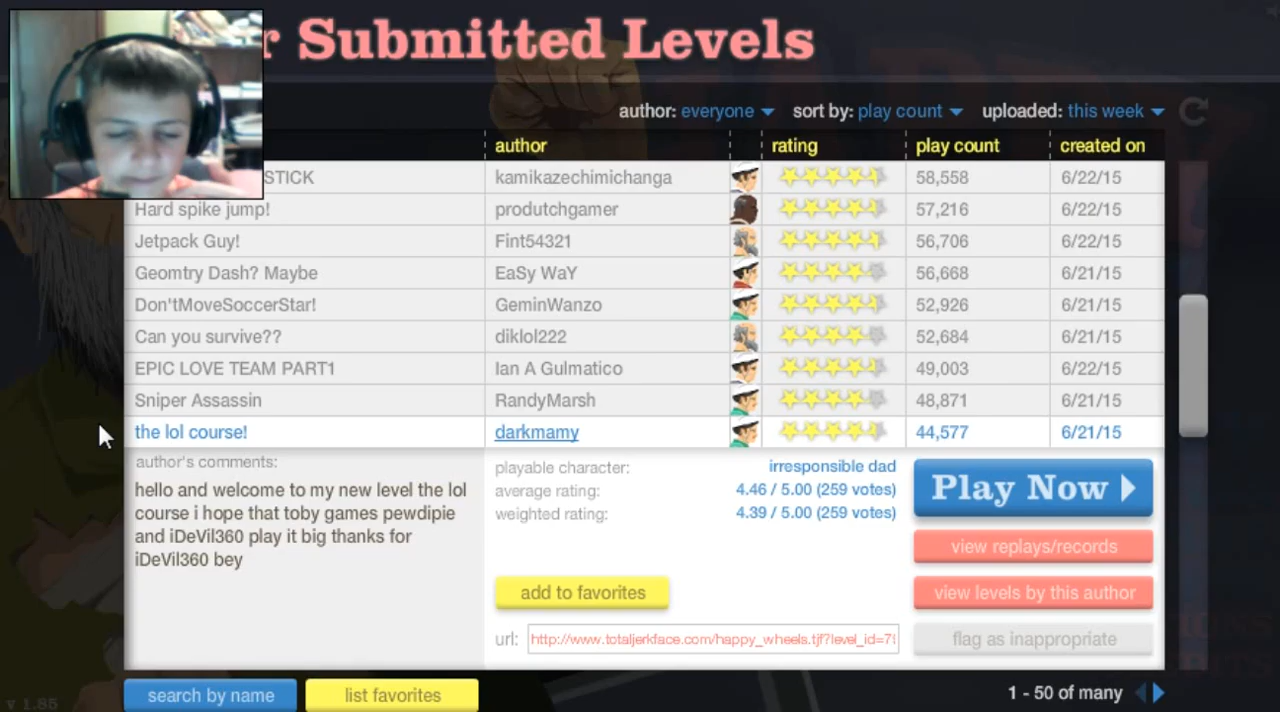 r Submitted Levels
author: everyone sort by: play count uploaded: this week
author rating play count created on
STICK kamikazechimichanga 58,558 6/22/15
Hard spike jump! produtchgamer 57,216 6/22/15
Jetpack Guy! Fint54321 56,706 6/22/15
Geomtry Dash? Maybe EaSy WaY 56,668 6/21/15
Don'tMoveSoccerStar! GeminWanzo 52,926 6/21/15
Can you survive?? diklol222 52,684 6/21/15
EPIC LOVE TEAM PART1 Ian A Gulmatico 49,003 6/22/15
Sniper Assassin RandyMarsh 48,871 6/21/15
the lol course! darkmamy 44,577 6/21/15
author's comments:
hello and welcome to my new level the lol
course i hope that toby games pewdipie
and iDeVil360 play it big thanks for
iDeVil360 bey
playable character: irresponsible dad
average rating: 4.46 / 5.00 (259 votes)
weighted rating: 4.39 / 5.00 (259 votes)
add to favorites
url: http://www.totaljerkface.com/happy_wheels.tjf?level_id=7
Play Now
view replays/records
view levels by this author
flag as inappropriate
search by name list favorites 1 - 50 of many
v 1.85